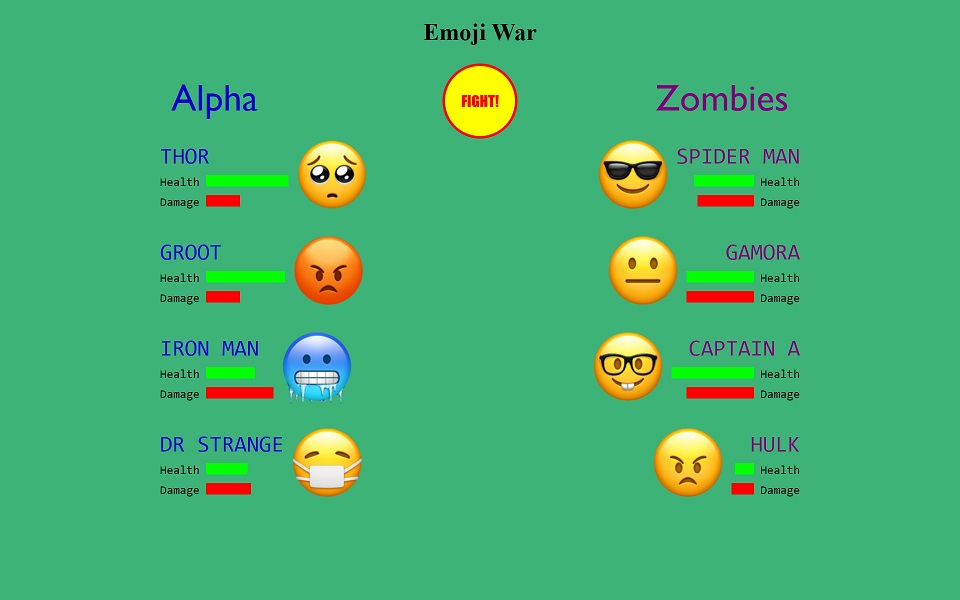 Emoji War
Alpha
FIGHT!
Zombies
THOR
Health
Damage
SPIDER MAN
Health
Damage
GROOT
Health
Damage
GAMORA
Health
Damage
IRON MAN
Health
Damage
CAPTAIN A
Health
Damage
DR STRANGE
Health
Damage
HULK
Health
Damage